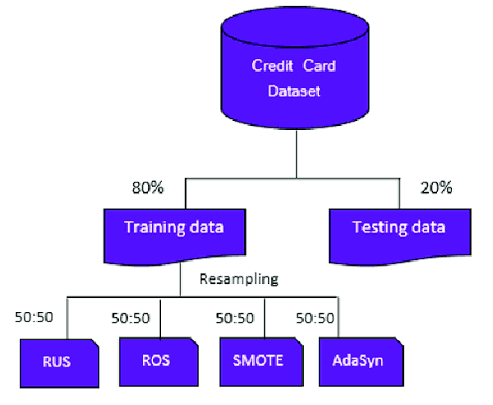 Credit Card
Dataset
80%
20%
Training data
Testing data
Resampling
50:50
50:50
50:50
50:50
RUS
ROS
SMOTE
AdaSyn